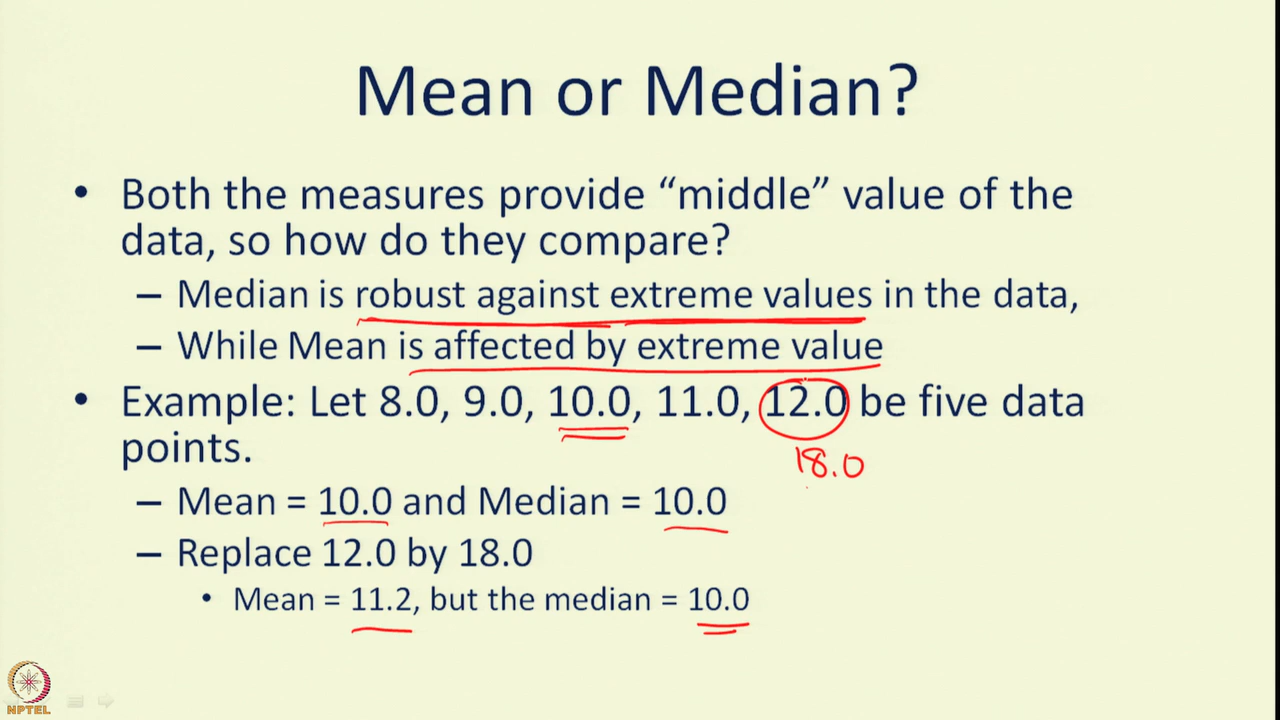 Mean or Median?
• Both the measures provide “middle” value of the
data, so how do they compare?
– Median is robust against extreme values in the data,
– While Mean is affected by extreme value
• Example: Let 8.0, 9.0, 10.0, 11.0, 12.0 be five data
points.
18.0
– Mean = 10.0 and Median = 10.0
– Replace 12.0 by 18.0
• Mean = 11.2, but the median = 10.0
NPTEL